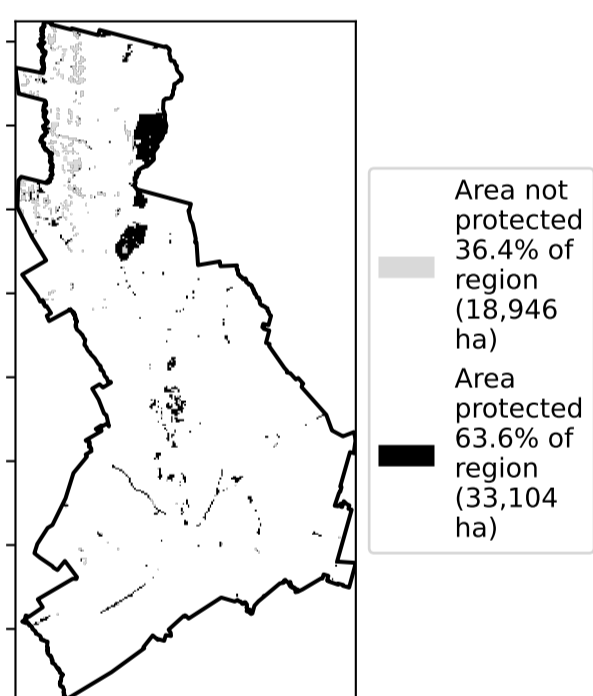 Area not
protected
36.4% of
region
(18,946
ha)
Area
protected
63.6% of
region
(33,104
ha)